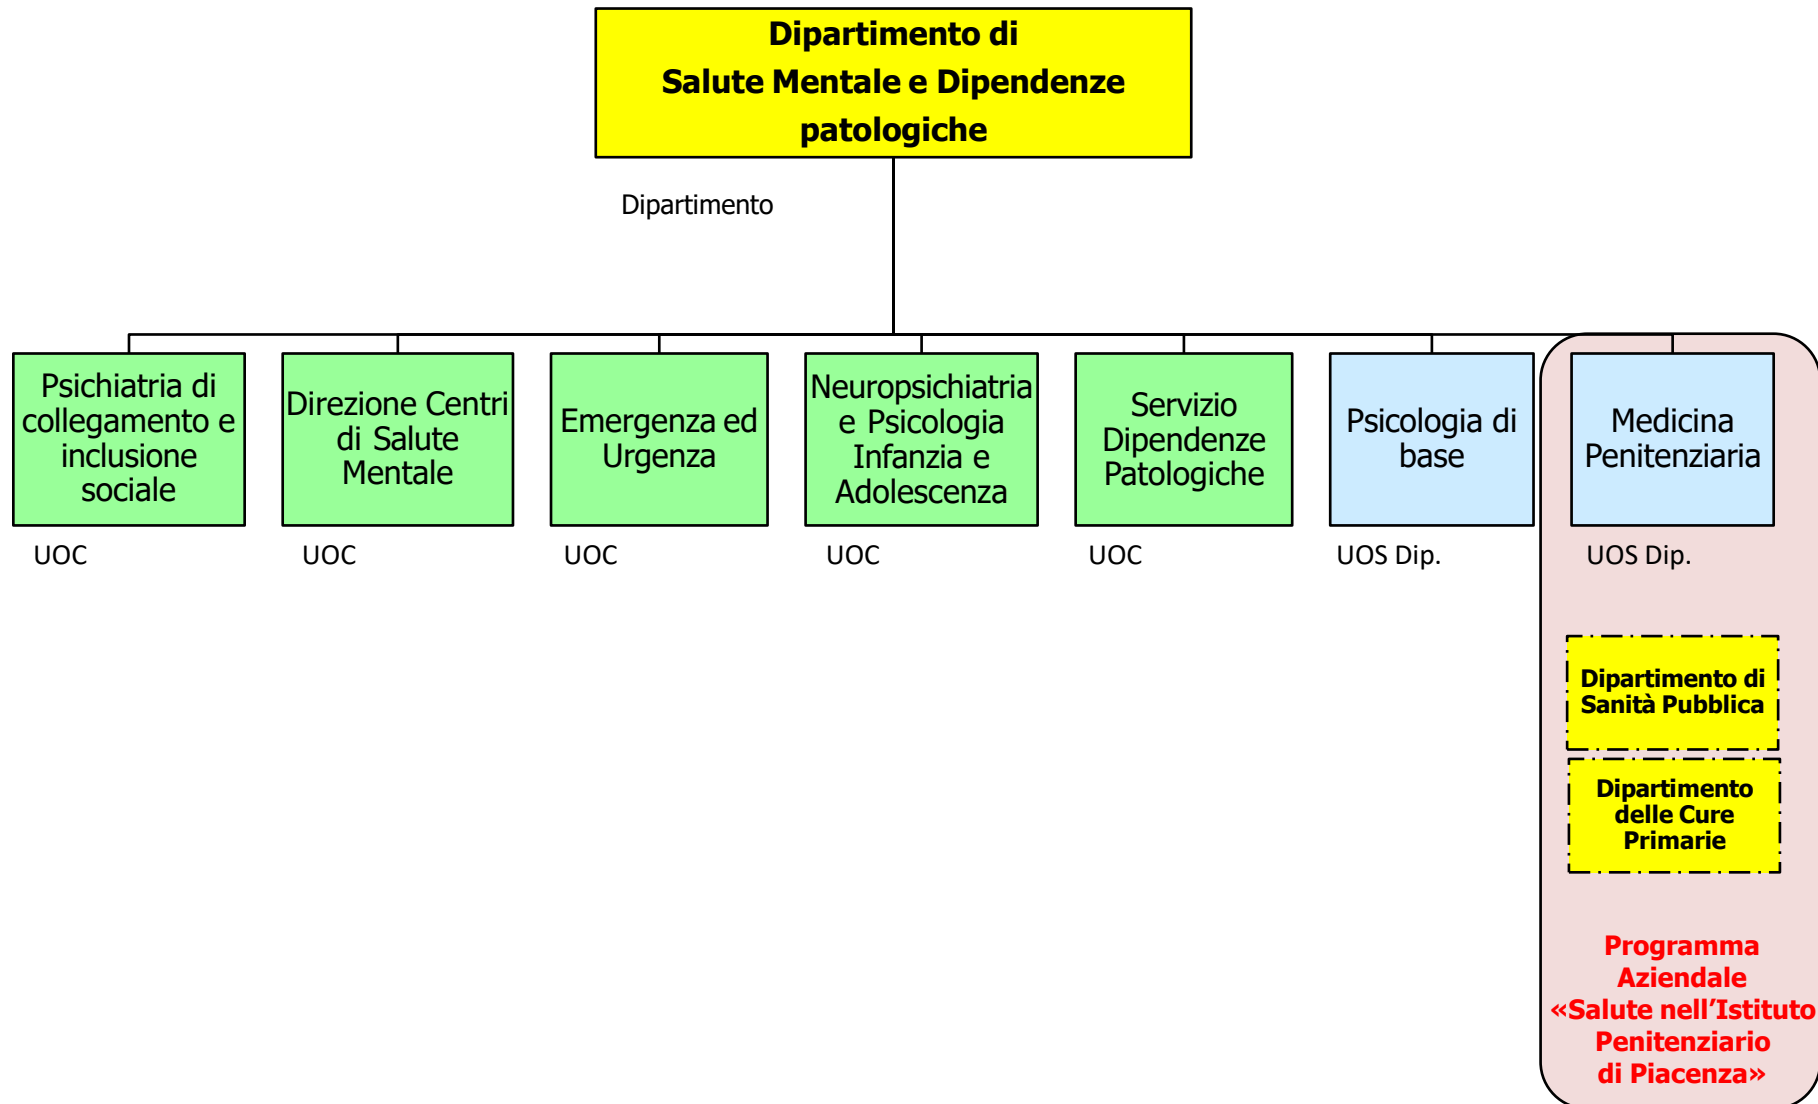 Dipartimento di
Salute Mentale e Dipendenze
patologiche
Dipartimento
Psichiatria di
collegamento e
inclusione
sociale
UOC
Direzione Centri
di Salute
Mentale
UOC
Emergenza ed
Urgenza
UOC
Neuropsichiatria
e Psicologia
Infanzia e
Adolescenza
UOC
Servizio
Dipendenze
Patologiche
UOC
Psicologia di
base
UOS Dip.
Medicina
Penitenziaria
UOS Dip.
Dipartimento di
Sanità Pubblica
Dipartimento
delle Cure
Primarie
Programma
Aziendale
«Salute nell’Istituto
Penitenziario
di Piacenza»